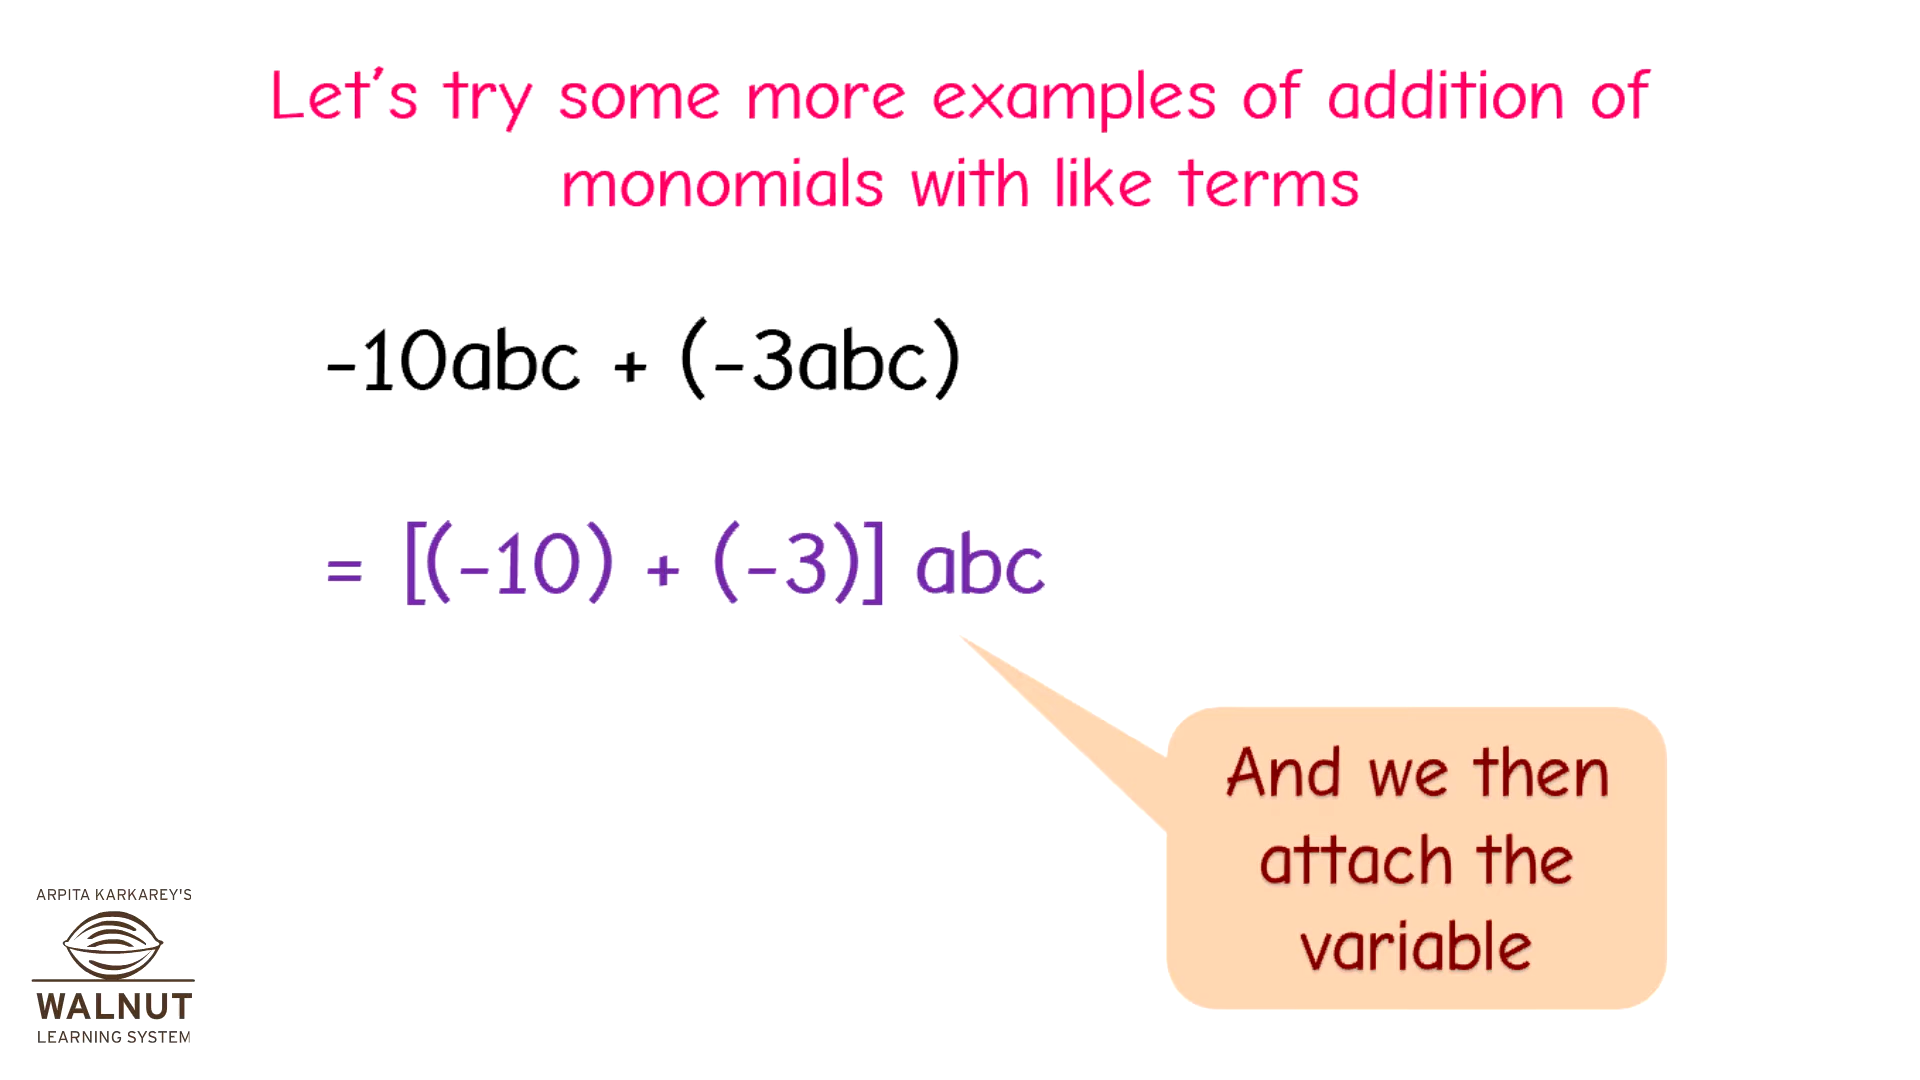 Let's try some more examples of addition of
monomials with like terms
-10abc + (-3abc)
= [(-10) + (-3)] abc
And we then
attach the
variable
ARPITA KARKAREY'S
WALNUT
LEARNING SYSTEM